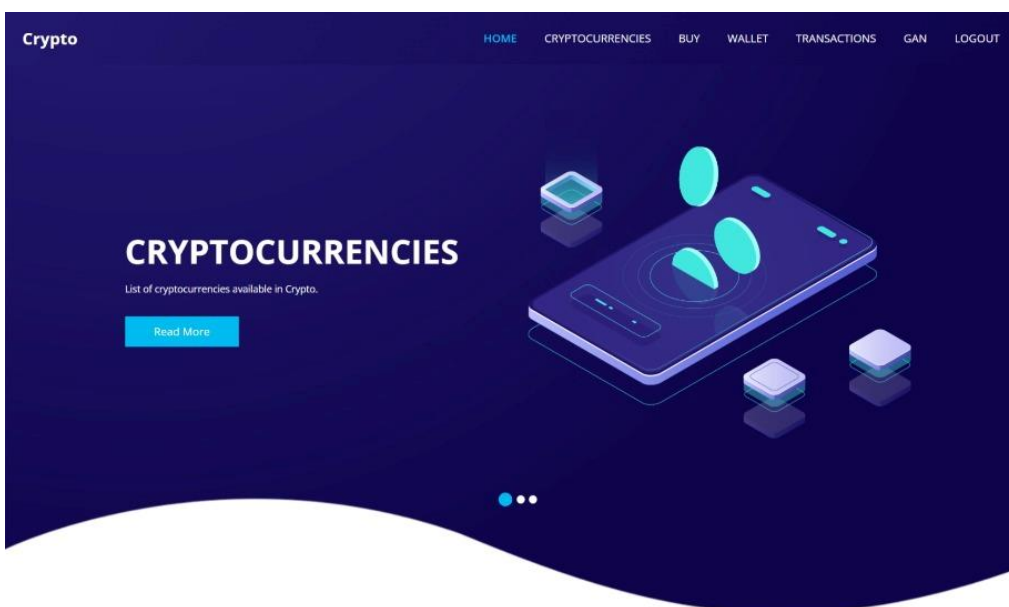 Crypto
HOME CRYPTOCURRENCIES BUY WALLET TRANSACTIONS GAN LOGOUT
CRYPTOCURRENCIES
List of cryptocurrencies available in Crypto.
Read More